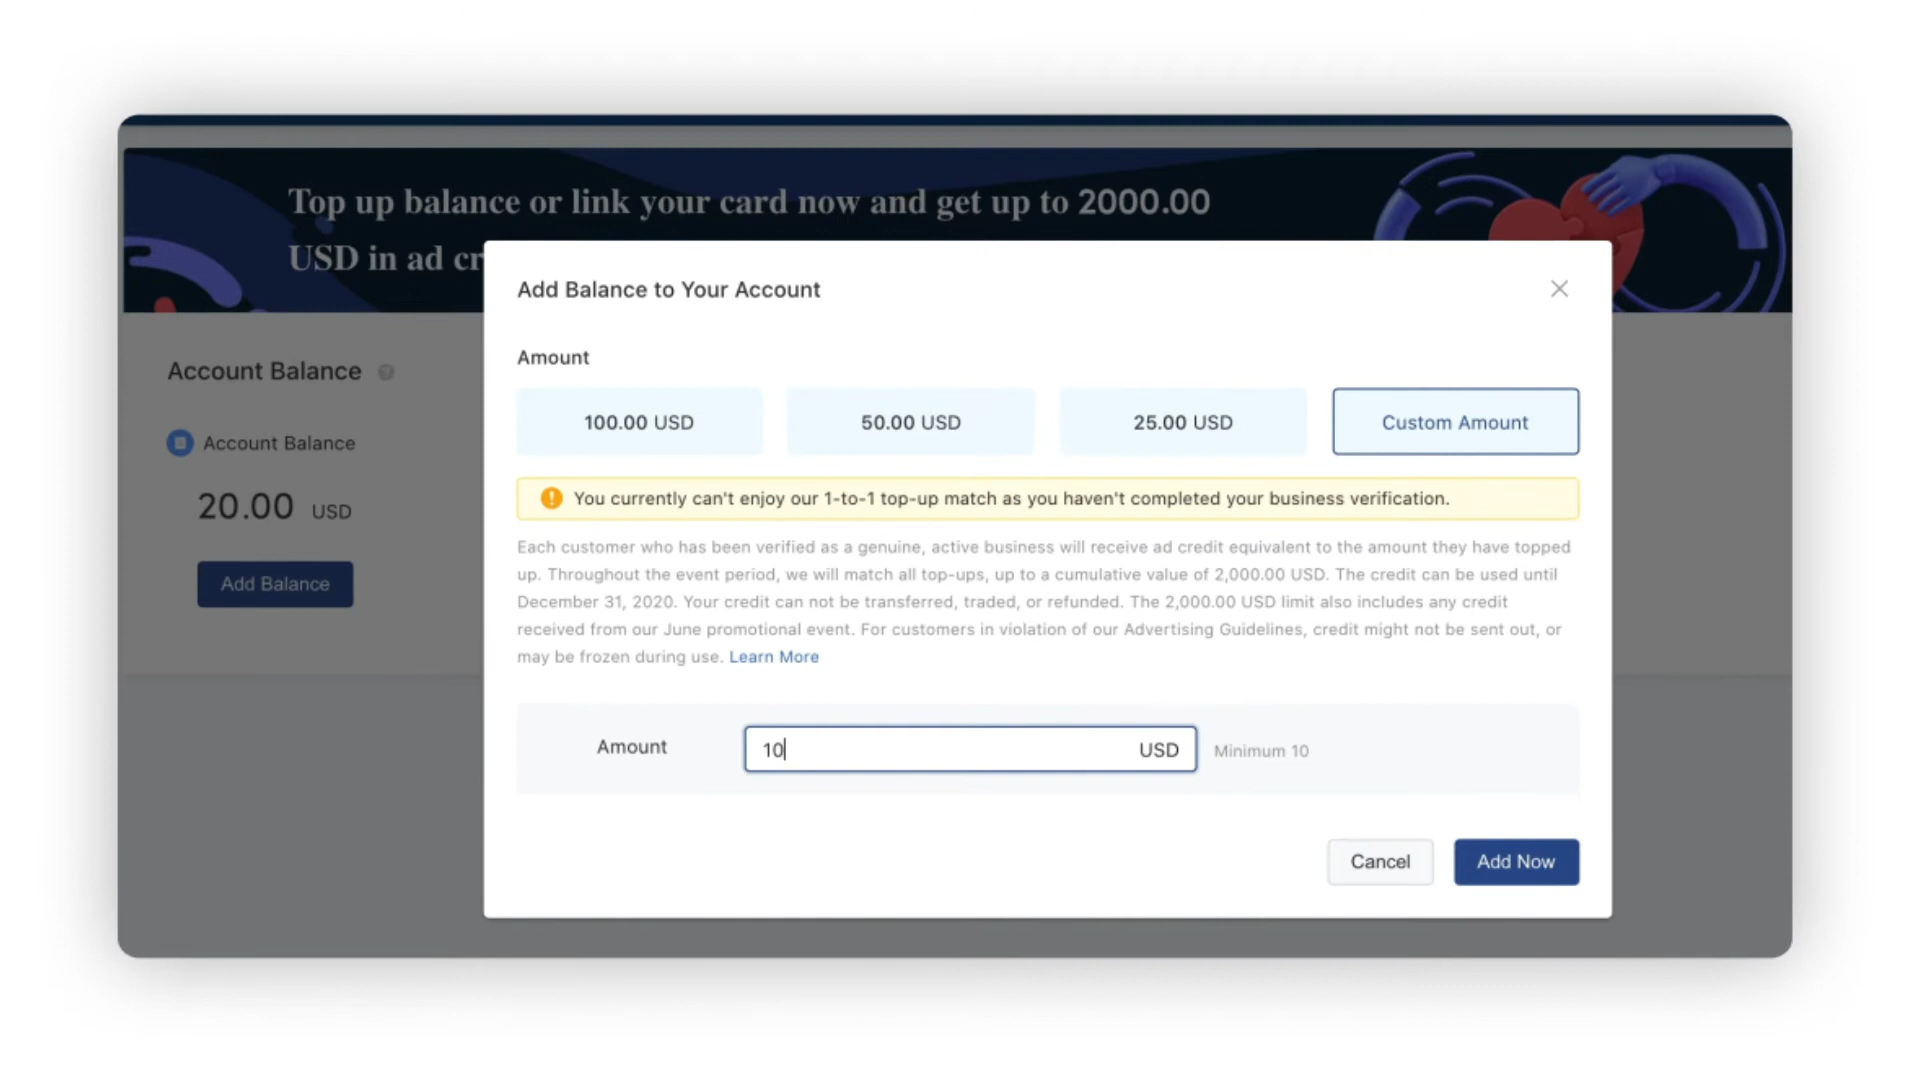 Top up balance or link your card now and get up to 2000.00
USD in ad cr
Account Balance
Account Balance
20.00 USD
Add Balance
Add Balance to Your Account
Amount
100.00 USD
50.00 USD
25.00 USD
Custom Amount
You currently can't enjoy our 1-to-1 top-up match as you haven't completed your business verification.
Each customer who has been verified as a genuine, active business will receive ad credit equivalent to the amount they have topped
up. Throughout the event period, we will match all top-ups, up to a cumulative value of 2,000.00 USD. The credit can be used until
December 31, 2020. Your credit can not be transferred, traded, or refunded. The 2,000.00 USD limit also includes any credit
received from our June promotional event. For customers in violation of our Advertising Guidelines, credit might not be sent out, or
may be frozen during use. Learn More
Amount
10 USD
Minimum 10
Cancel
Add Now